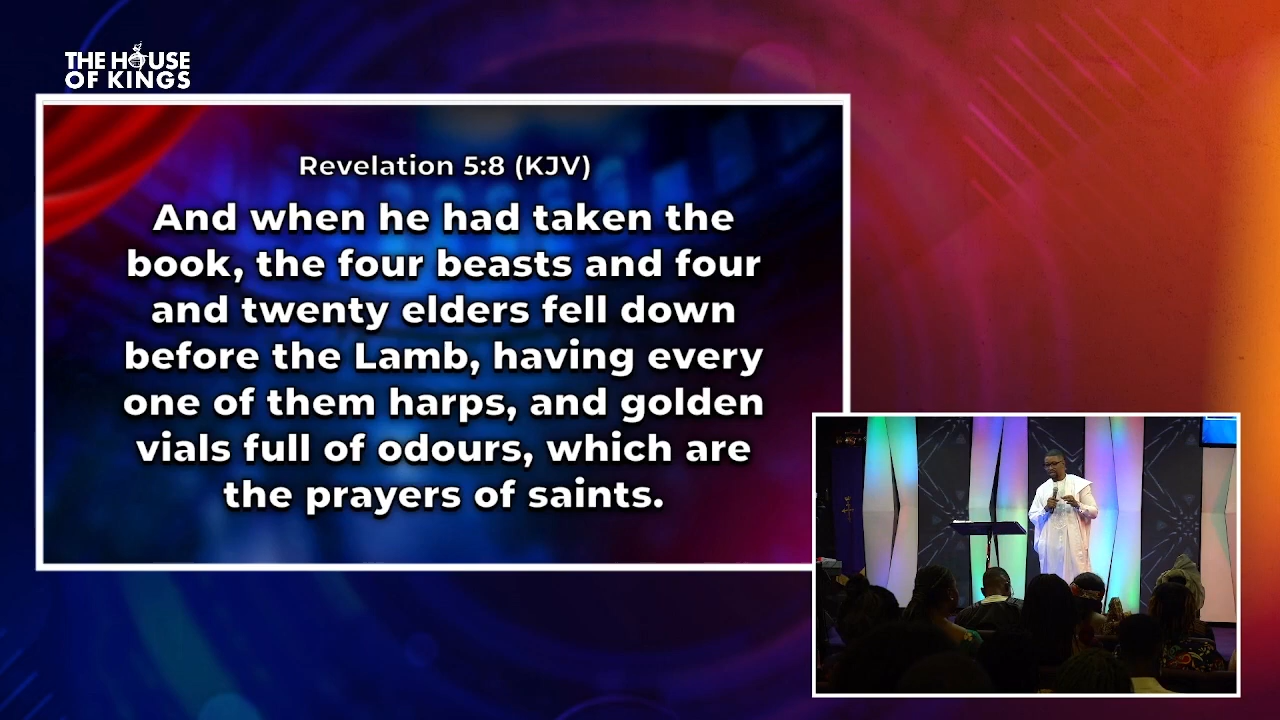 THE HOUSE
OF KINGS
Revelation 5:8 (KJV)
And when he had taken the
book, the four beasts and four
and twenty elders fell down
before the Lamb, having every
one of them harps, and golden
vials full of odours, which are
the prayers of saints.